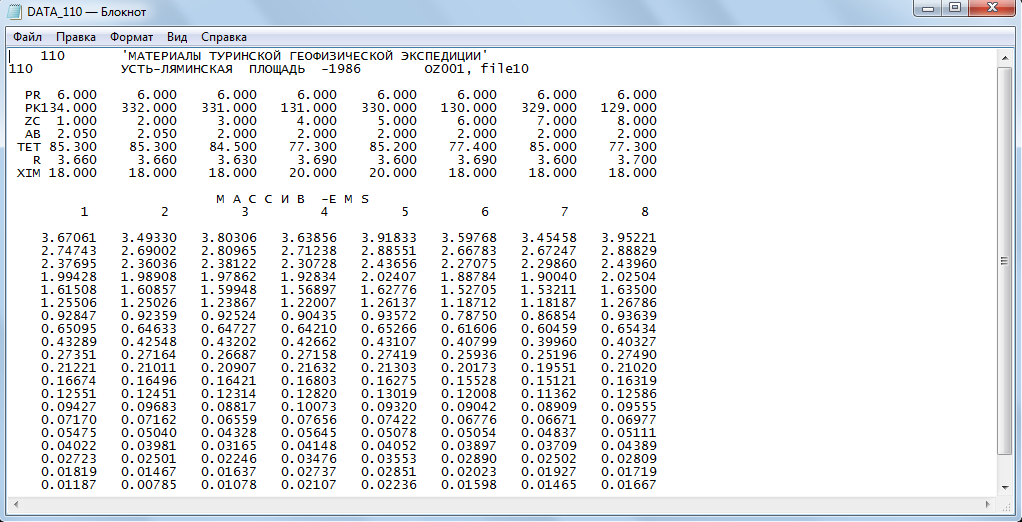 DATA_110 — Блокнот
Файл Правка Формат Вид Справка
110 'МАТЕРИАЛЫ ТУРИНСКОЙ ГЕОФИЗИЧЕСКОЙ ЭКСПЕДИЦИИ'
110 УСТЬ-ЛЯМИНСКАЯ ПЛОЩАДЬ -1986 OZ001, file10
PR 6.000 6.000 6.000 6.000 6.000 6.000 6.000 6.000
PK134.000 332.000 331.000 131.000 330.000 130.000 329.000 129.000
ZC 1.000 2.000 3.000 4.000 5.000 6.000 7.000 8.000
AB 2.050 2.050 2.000 2.000 2.000 2.000 2.000 2.000
TET 85.300 85.300 84.500 77.300 85.200 77.400 85.000 77.300
R 3.660 3.660 3.630 3.690 3.600 3.690 3.600 3.700
XIM 18.000 18.000 18.000 20.000 20.000 18.000 18.000 18.000
М А С С И В -E M S
1 2 3 4 5 6 7 8
3.67061 3.49330 3.80306 3.63856 3.91833 3.59768 3.45458 3.95221
2.74743 2.69002 2.80965 2.71238 2.88551 2.66783 2.67247 2.88829
2.37695 2.36036 2.38122 2.30728 2.43656 2.27075 2.29860 2.43960
1.99428 1.98908 1.97862 1.92834 2.02407 1.88784 1.90040 2.02504
1.61508 1.60857 1.59948 1.56897 1.62776 1.52705 1.53211 1.63500
1.25506 1.25026 1.23867 1.22007 1.26137 1.18712 1.18187 1.26786
0.92847 0.92359 0.92524 0.90435 0.93572 0.78750 0.86854 0.93639
0.65095 0.64633 0.64727 0.64210 0.65266 0.61606 0.60459 0.65434
0.43289 0.42548 0.43202 0.42662 0.43107 0.40799 0.39960 0.40327
0.27351 0.27164 0.26687 0.27158 0.27419 0.25936 0.25196 0.27490
0.21221 0.21011 0.20907 0.21632 0.21303 0.20173 0.19551 0.21020
0.16674 0.16496 0.16421 0.16803 0.16275 0.15528 0.15121 0.16319
0.12551 0.12451 0.12314 0.12820 0.13019 0.12008 0.11362 0.12586
0.09427 0.09683 0.08817 0.10073 0.09320 0.09042 0.08909 0.09555
0.07170 0.07162 0.06559 0.07656 0.07422 0.06776 0.06671 0.06977
0.05475 0.05040 0.04328 0.05645 0.05078 0.05054 0.04837 0.05111
0.04022 0.03981 0.03165 0.04148 0.04052 0.03897 0.03709 0.04389
0.02723 0.02501 0.02246 0.03476 0.03553 0.02890 0.02502 0.02809
0.01819 0.01467 0.01637 0.02737 0.02851 0.02023 0.01927 0.01719
0.01187 0.00785 0.01078 0.02107 0.02236 0.01598 0.01465 0.01667